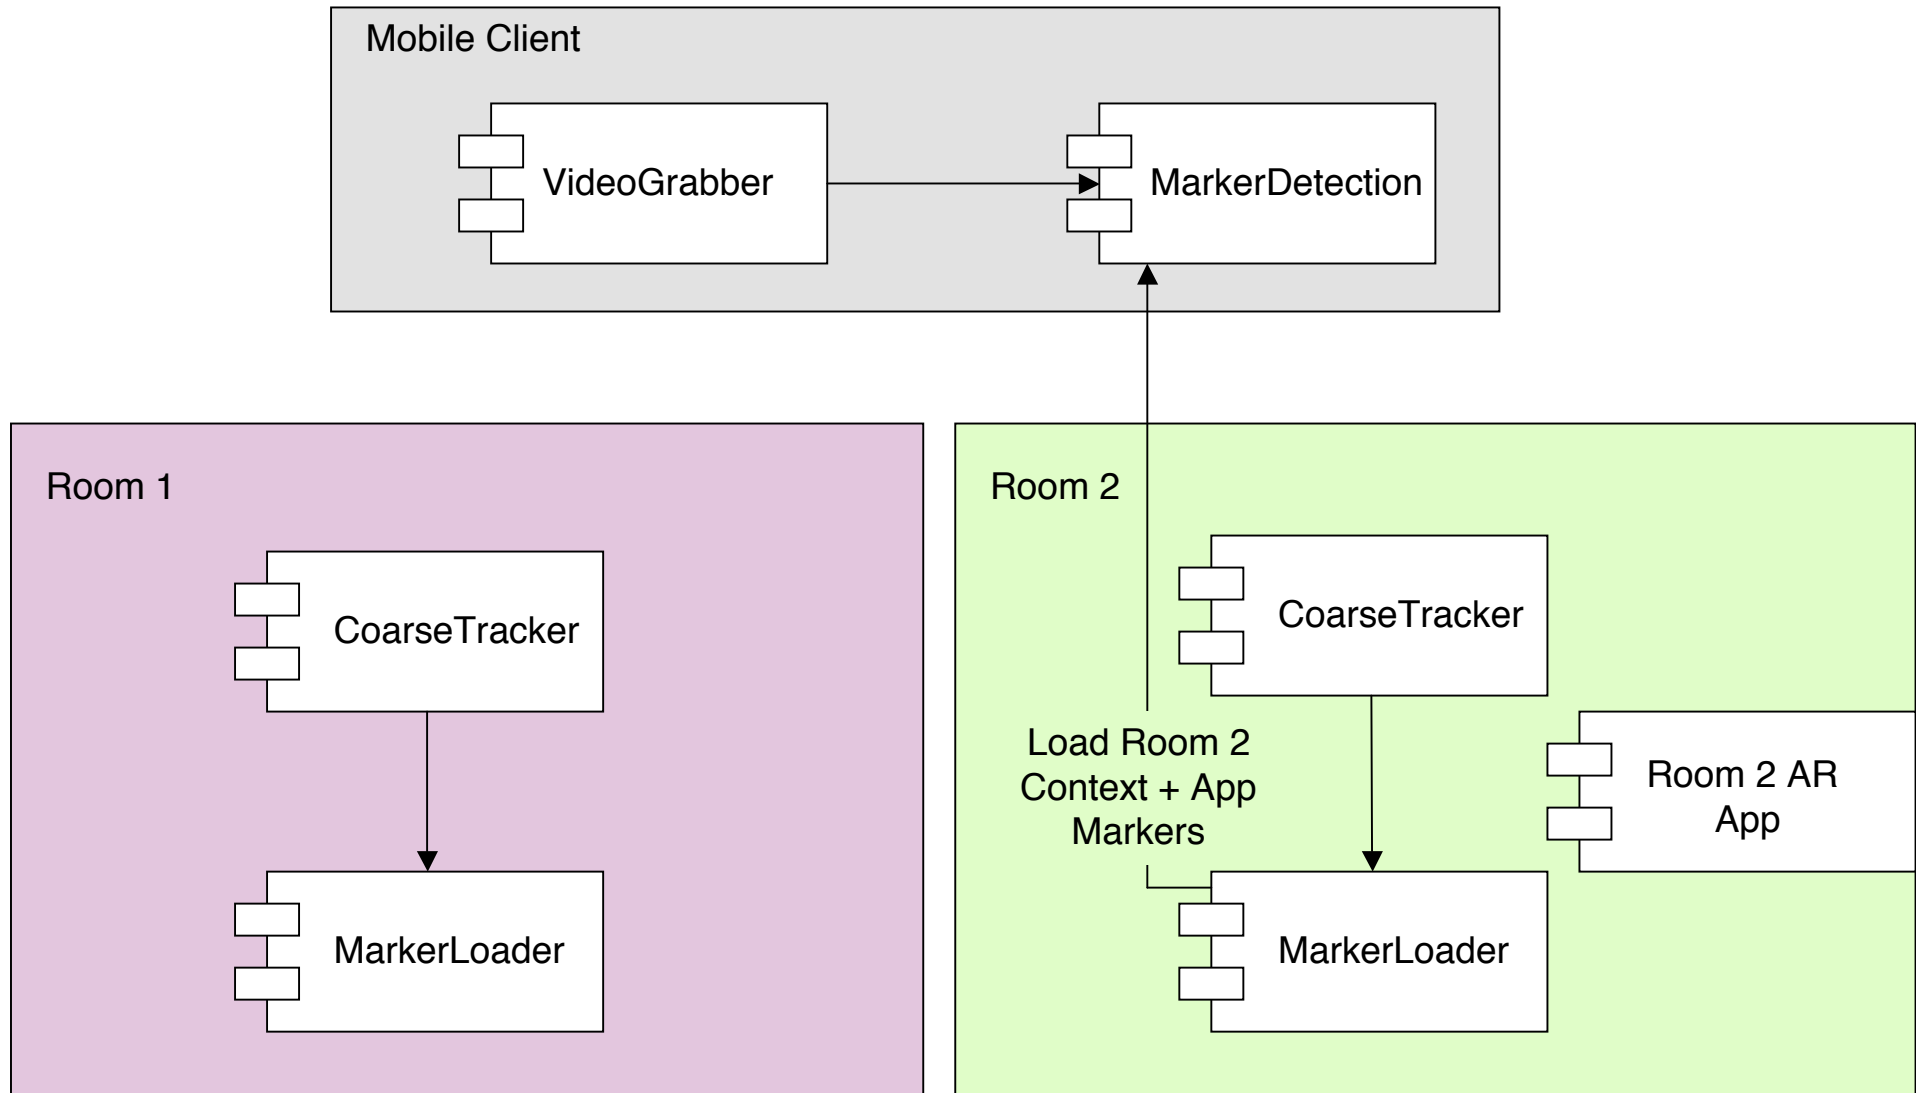 Mobile Client
VideoGrabber
MarkerDetection
Room 1
CoarseTracker
MarkerLoader
Room 2
CoarseTracker
Load Room 2
Context + App
Markers
Room 2 AR
App
MarkerLoader